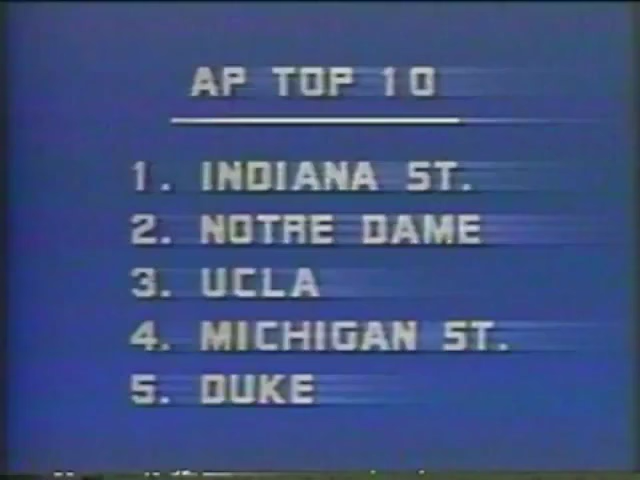 AP TOP 10
1. INDIANA ST.
2. NOTRE DAME
3. UCLA
4. MICHIGAN ST.
5. DUKE